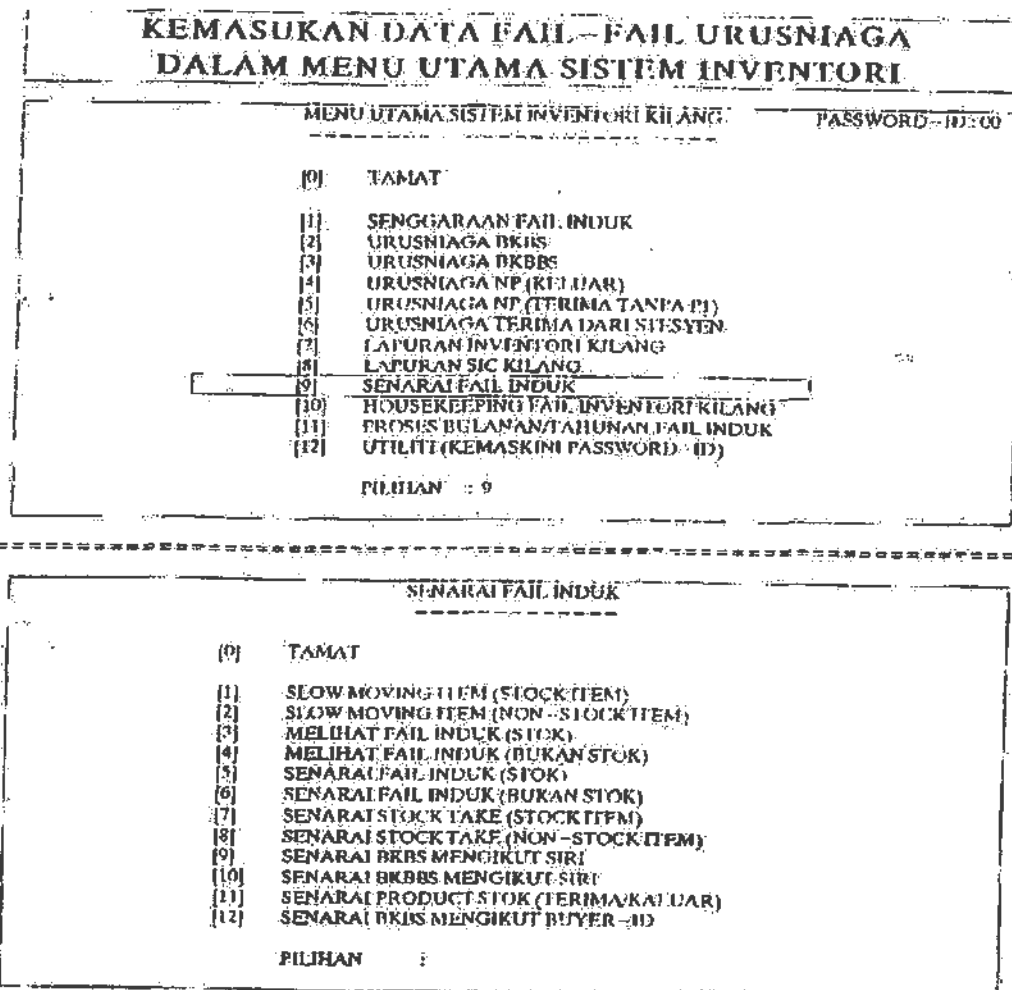 KEMASUKAN DATA FAIL-FAIL URUSNIAGA
DALAM MENU UTAMA SISTEM INVENTORI
MENU UTAMA SISTEM INVENTORI KILANG PASSWORD-ID:00
[0] TAMAT
[1] SENGGARAAN FAIL INDUK
[2] URUSNIAGA BKBS
[3] URUSNIAGA BKBBS
[4] URUSNIAGA NP (KELUAR)
[5] URUSNIAGA NP (TERIMA TANPA PI)
[6] URUSNIAGA TERIMA DARI STESYEN
[7] LAPURAN INVENTORI KILANG
[8] LAPURAN SIC KILANG
[9] SENARAI FAIL INDUK
[10] HOUSEKEEPING FAIL INVENTORI KILANG
[11] PROSES BULANAN/TAHUNAN FAIL INDUK
[12] UTILITI (KEMASKINI PASSWORD-ID)
PILIHAN : 9
SENARAI FAIL INDUK
[0] TAMAT
[1] SLOW MOVING ITEM (STOCK ITEM)
[2] SLOW MOVING ITEM (NON-STOCK ITEM)
[3] MELIHAT FAIL INDUK (STOK)
[4] MELIHAT FAIL INDUK (BUKAN STOK)
[5] SENARAI FAIL INDUK (STOK)
[6] SENARAI FAIL INDUK (BUKAN STOK)
[7] SENARAI STOCK TAKE (STOCK ITEM)
[8] SENARAI STOCK TAKE (NON-STOCK ITEM)
[9] SENARAI BKBS MENGIKUT SIRI
[10] SENARAI BKBBS MENGIKUT SIRI
[11] SENARAI PRODUCT STOK (TERIMA/KALUAR)
[12] SENARAI BKBS MENGIKUT BUYER-ID
PILIHAN :